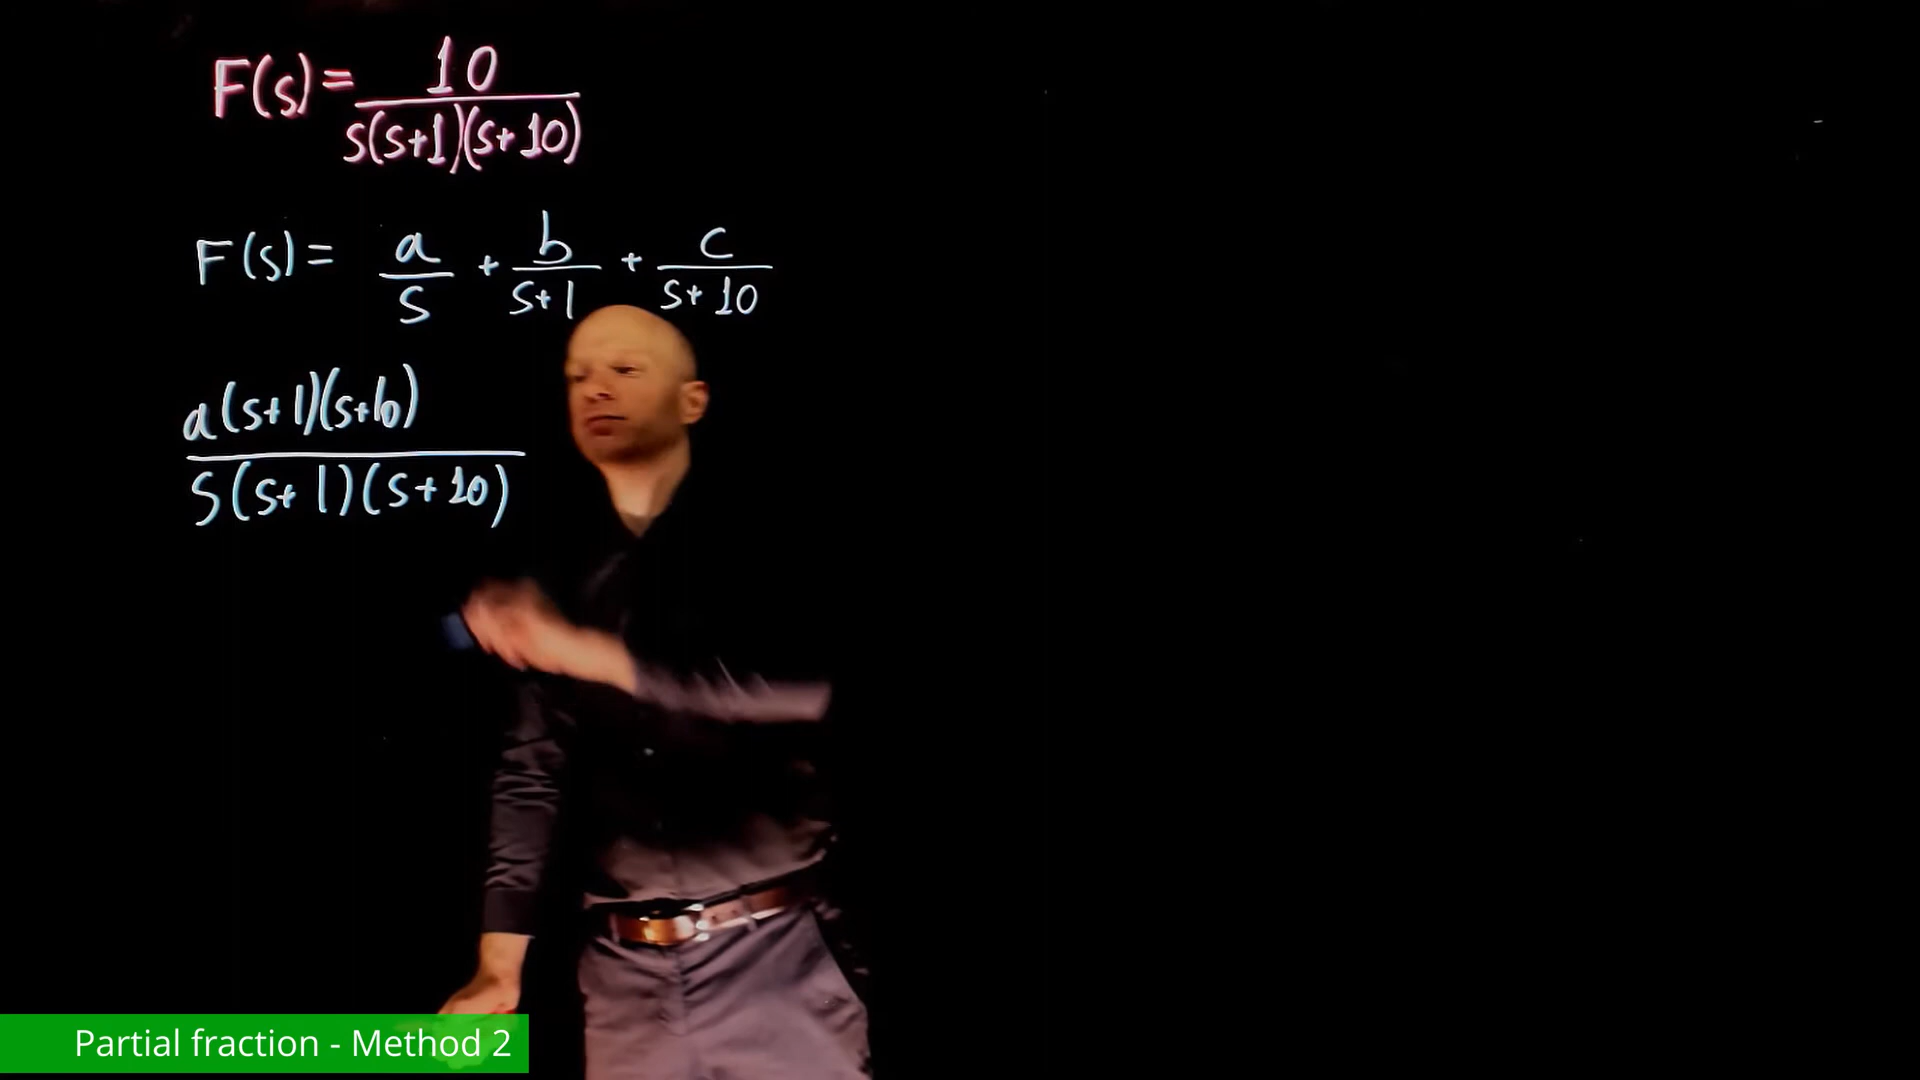 F(s)= 10
s(s+1)(s+10)
F(s)= a/s + b/s+1 + c/s+10
a(s+1)(s+10)
s(s+1)(s+10)
Partial fraction - Method 2